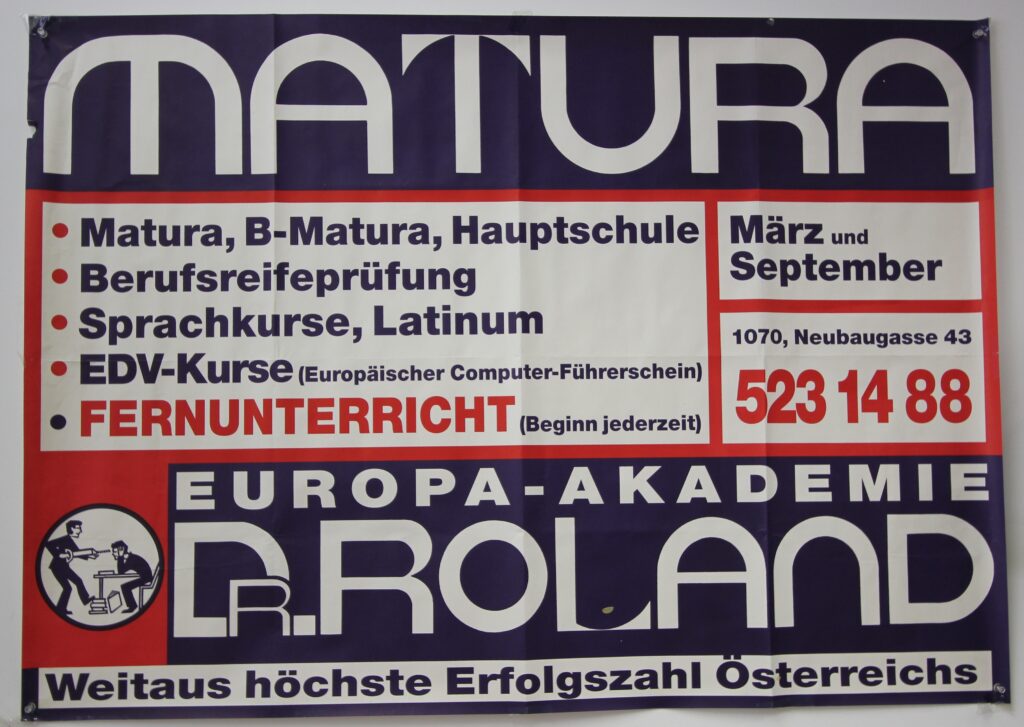 MATURA
• Matura, B-Matura, Hauptschule
• Berufsreifeprüfung
• Sprachkurse, Latinum
• EDV-Kurse (Europäischer Computer-Führerschein)
• FERNUNTERRICHT (Beginn jederzeit)
März und
September
1070, Neubaugasse 43
523 14 88
EUROPA-AKADEMIE
DR. ROLAND
Weitaus höchste Erfolgszahl Österreichs